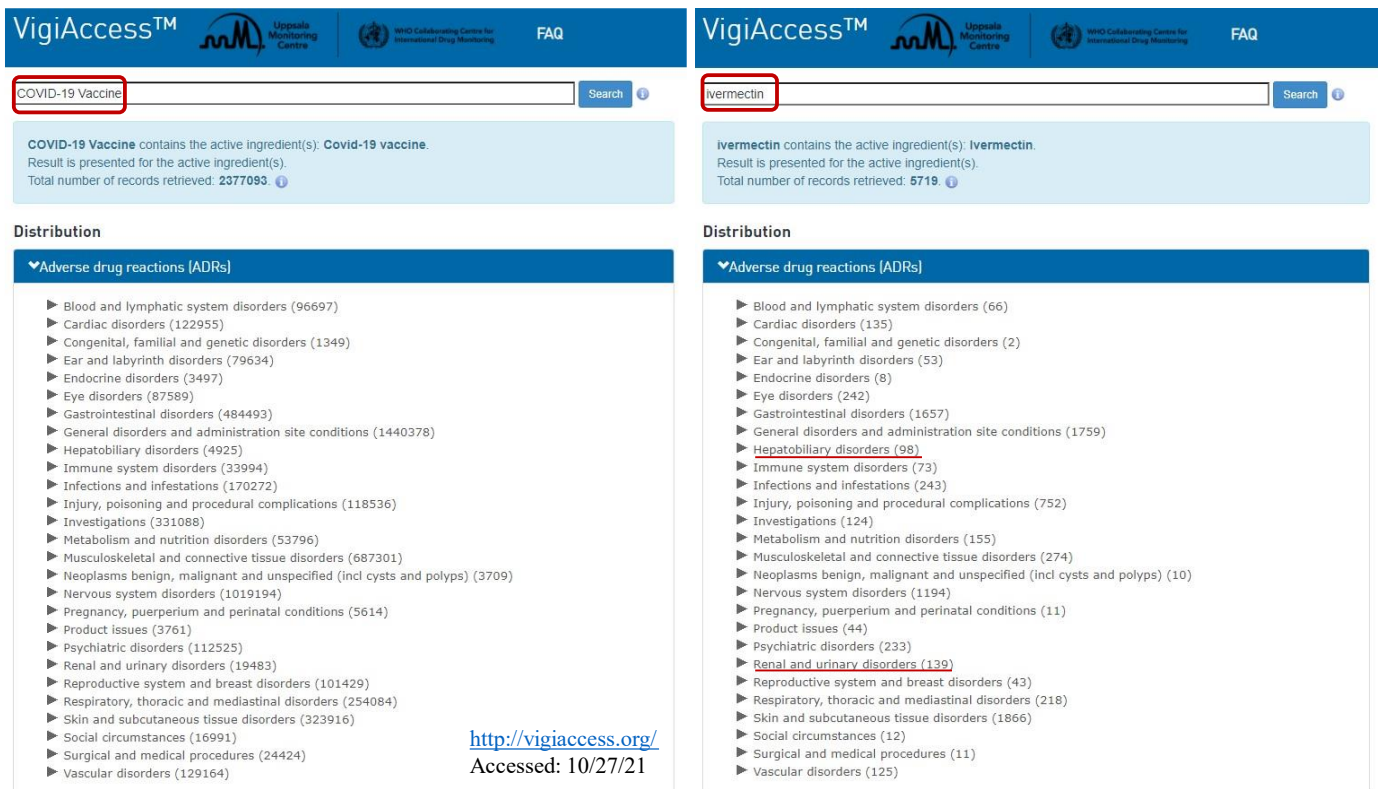 VigiAccess™
Uppsala
Monitoring
Centre
WHO Collaborating Centre for
International Drug Monitoring
FAQ
COVID-19 Vaccine
Search
COVID-19 Vaccine contains the active ingredient(s): Covid-19 vaccine.
Result is presented for the active ingredient(s).
Total number of records retrieved: 2377093.
Distribution
Adverse drug reactions (ADRs)
Blood and lymphatic system disorders (96697)
Cardiac disorders (122955)
Congenital, familial and genetic disorders (1349)
Ear and labyrinth disorders (79634)
Endocrine disorders (3497)
Eye disorders (87589)
Gastrointestinal disorders (484493)
General disorders and administration site conditions (1440378)
Hepatobiliary disorders (4925)
Immune system disorders (33994)
Infections and infestations (170272)
Injury, poisoning and procedural complications (118536)
Investigations (331088)
Metabolism and nutrition disorders (53796)
Musculoskeletal and connective tissue disorders (687301)
Neoplasms benign, malignant and unspecified (incl cysts and polyps) (3709)
Nervous system disorders (1019194)
Pregnancy, puerperium and perinatal conditions (5614)
Product issues (3761)
Psychiatric disorders (112525)
Renal and urinary disorders (19483)
Reproductive system and breast disorders (101429)
Respiratory, thoracic and mediastinal disorders (254084)
Skin and subcutaneous tissue disorders (323916)
Social circumstances (16991)
Surgical and medical procedures (24424)
Vascular disorders (129164)
http://vigiaccess.org/
Accessed: 10/27/21
VigiAccess™
Uppsala
Monitoring
Centre
WHO Collaborating Centre for
International Drug Monitoring
FAQ
ivermectin
Search
ivermectin contains the active ingredient(s): Ivermectin.
Result is presented for the active ingredient(s).
Total number of records retrieved: 5719.
Distribution
Adverse drug reactions (ADRs)
Blood and lymphatic system disorders (66)
Cardiac disorders (135)
Congenital, familial and genetic disorders (2)
Ear and labyrinth disorders (53)
Endocrine disorders (8)
Eye disorders (242)
Gastrointestinal disorders (1657)
General disorders and administration site conditions (1759)
Hepatobiliary disorders (98)
Immune system disorders (73)
Infections and infestations (243)
Injury, poisoning and procedural complications (752)
Investigations (124)
Metabolism and nutrition disorders (155)
Musculoskeletal and connective tissue disorders (274)
Neoplasms benign, malignant and unspecified (incl cysts and polyps) (10)
Nervous system disorders (1194)
Pregnancy, puerperium and perinatal conditions (11)
Product issues (44)
Psychiatric disorders (233)
Renal and urinary disorders (139)
Reproductive system and breast disorders (43)
Respiratory, thoracic and mediastinal disorders (218)
Skin and subcutaneous tissue disorders (1866)
Social circumstances (12)
Surgical and medical procedures (11)
Vascular disorders (125)